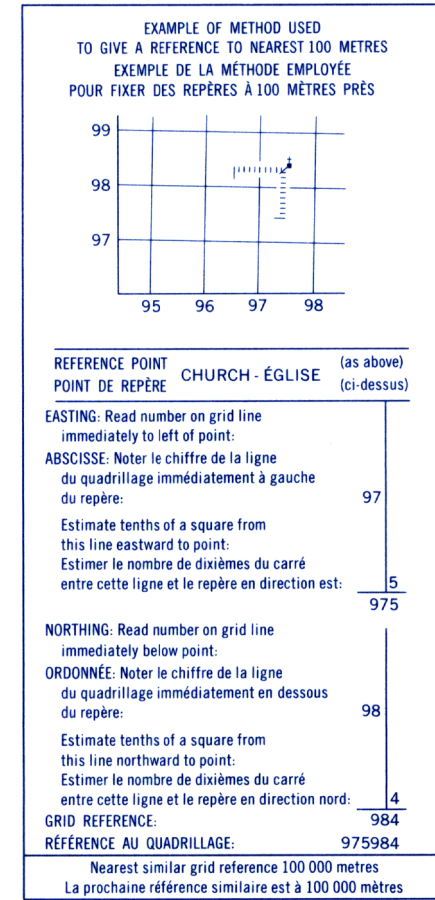 EXAMPLE OF METHOD USED
TO GIVE A REFERENCE TO NEAREST 100 METRES
EXEMPLE DE LA MÉTHODE EMPLOYÉE
POUR FIXER DES REPÈRES À 100 MÈTRES PRÈS
99
98
97
95 96 97 98
REFERENCE POINT
POINT DE REPÈRE
CHURCH - ÉGLISE
(as above)
(ci-dessus)
EASTING: Read number on grid line
immediately to left of point:
ABSCISSE: Noter le chiffre de la ligne
du quadrillage immédiatement à gauche
du repère: 97
Estimate tenths of a square from
this line eastward to point:
Estimer le nombre de dixièmes du carré
entre cette ligne et le repère en direction est: 5
975
NORTHING: Read number on grid line
immediately below point:
ORDONNÉE: Noter le chiffre de la ligne
du quadrillage immédiatement en dessous
du repère: 98
Estimate tenths of a square from
this line northward to point:
Estimer le nombre de dixièmes du carré
entre cette ligne et le repère en direction nord: 4
GRID REFERENCE: 984
RÉFÉRENCE AU QUADRILLAGE: 975984
Nearest similar grid reference 100 000 metres
La prochaine référence similaire est à 100 000 mètres